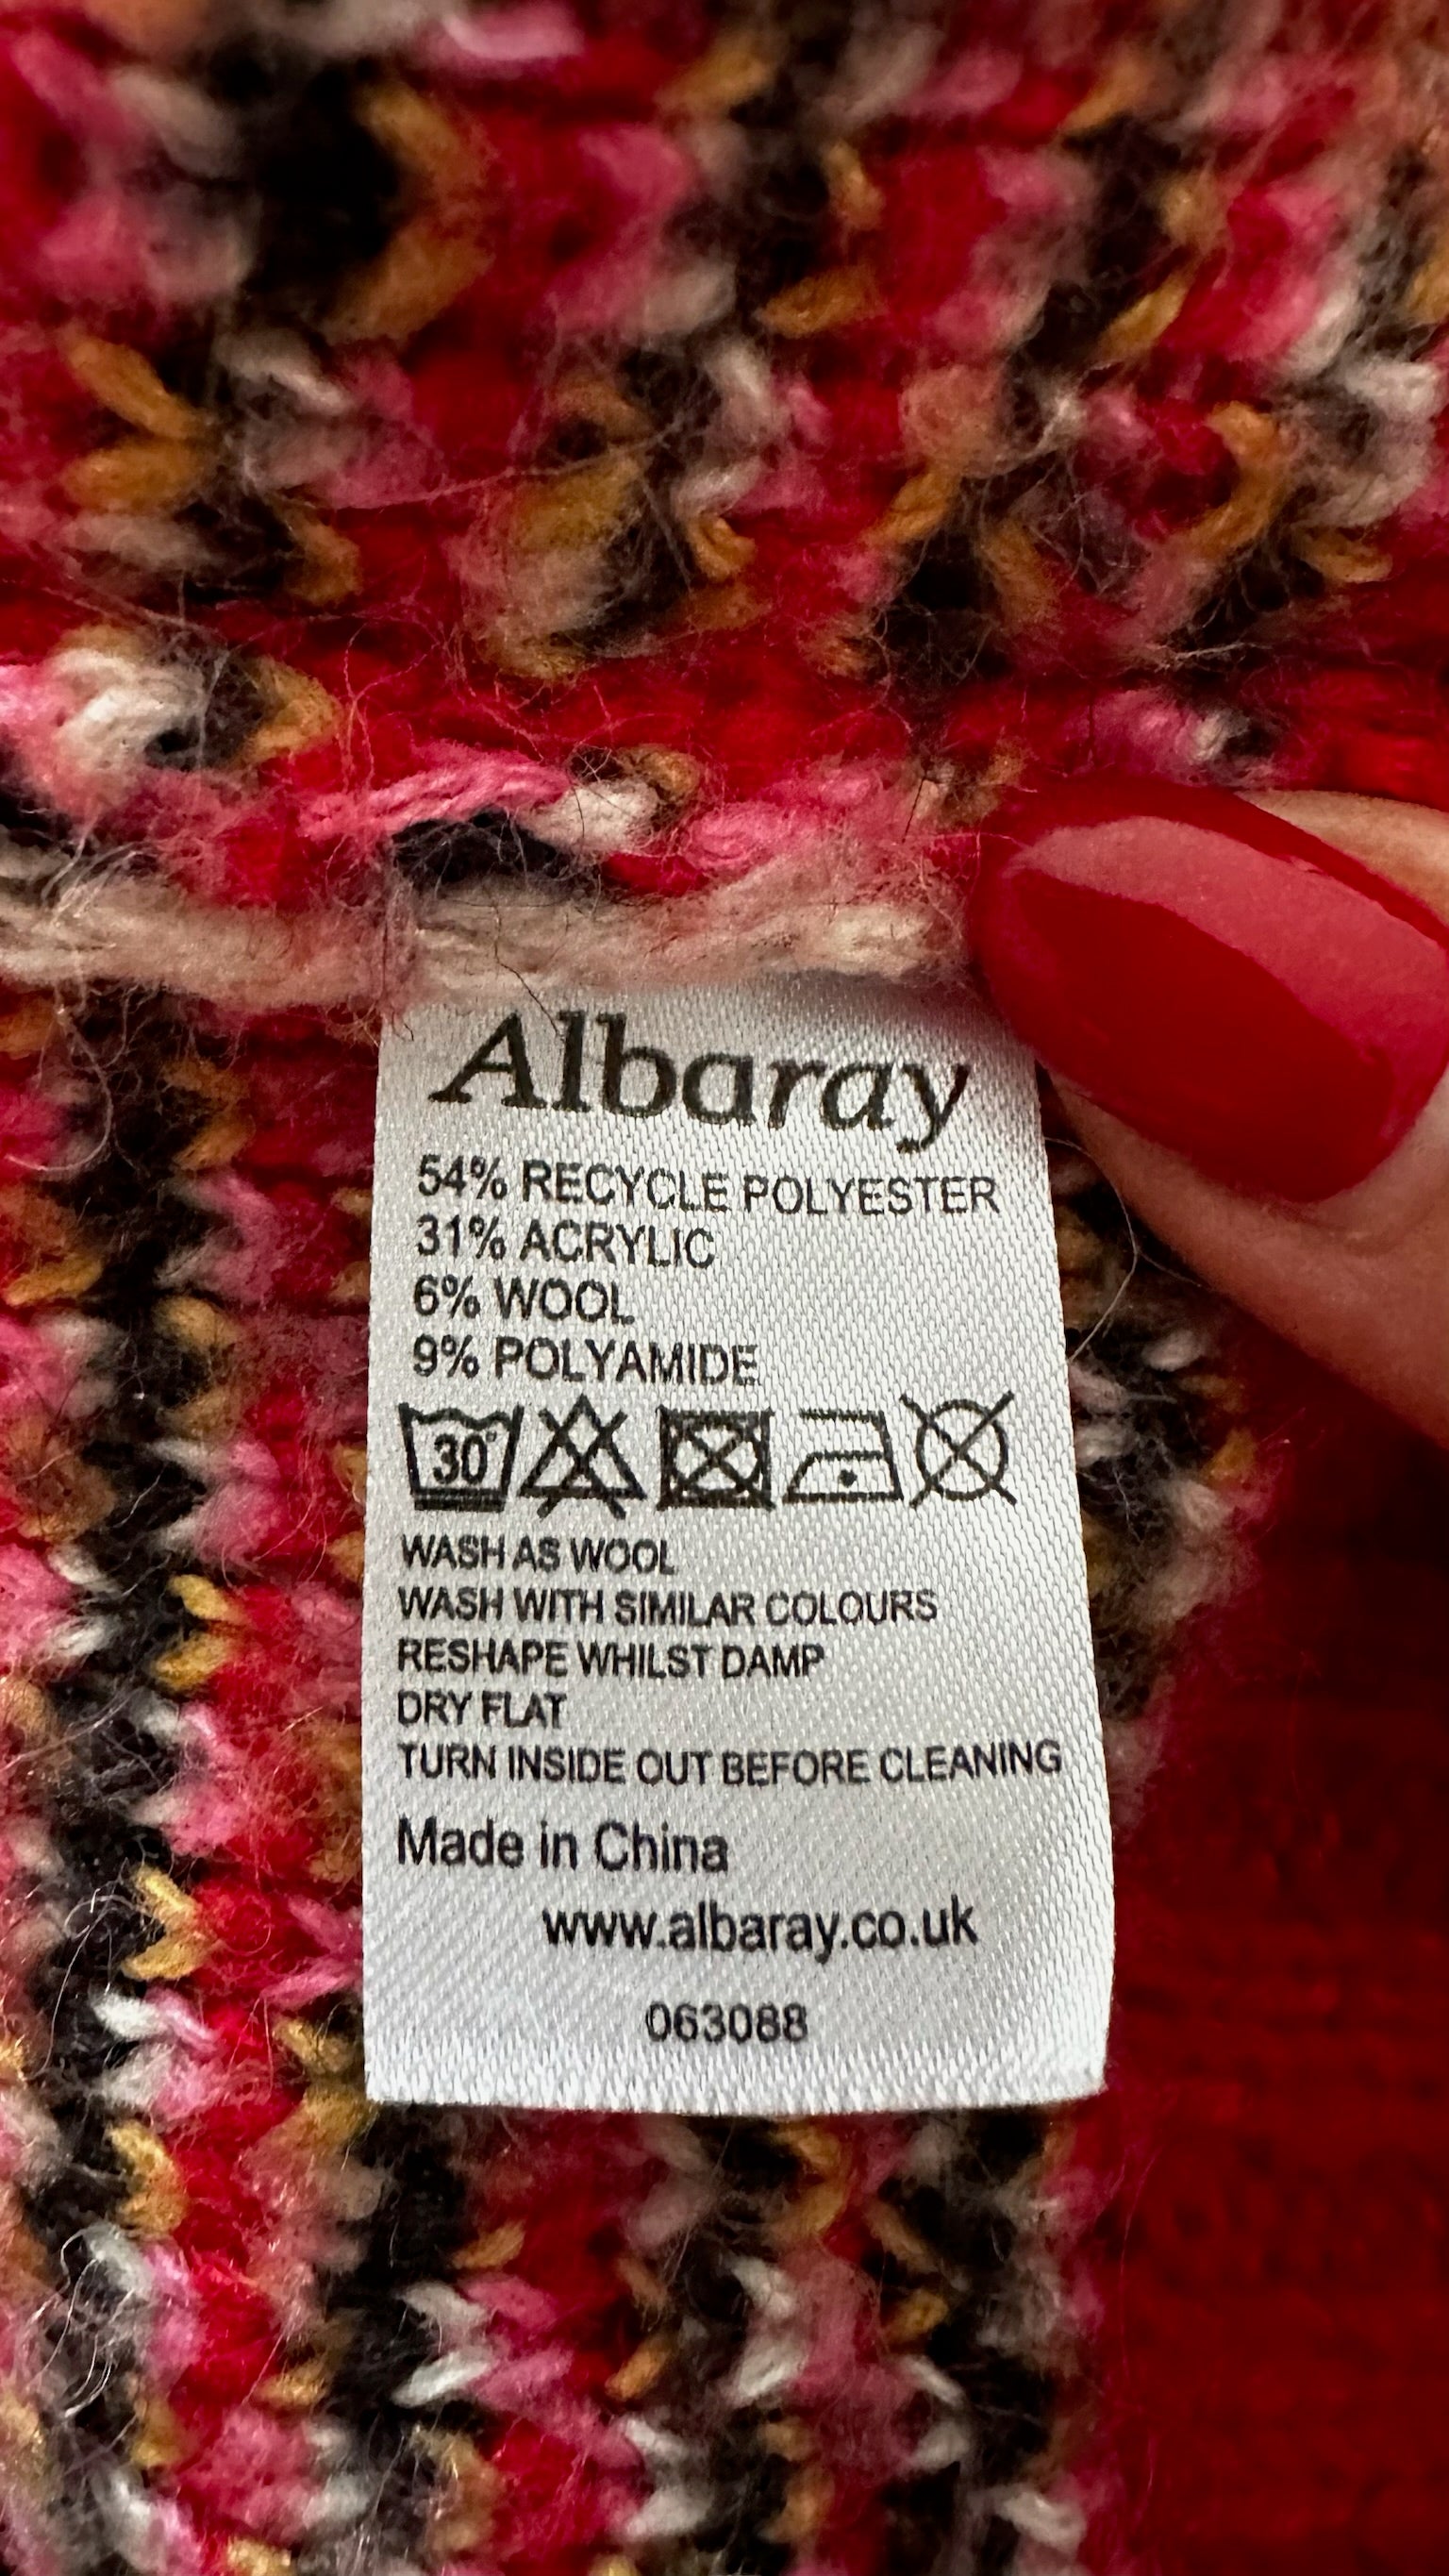 Albaray
54% RECYCLE POLYESTER
31% ACRYLIC
6% WOOL
9% POLYAMIDE
30°
WASH AS WOOL
WASH WITH SIMILAR COLOURS
RESHAPE WHILST DAMP
DRY FLAT
TURN INSIDE OUT BEFORE CLEANING
Made in China
www.albaray.co.uk
063088